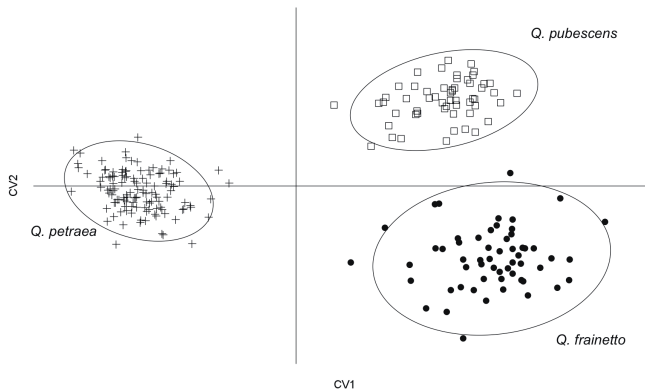 Q. pubescens
CV2
Q. petraea
Q. frainetto
CV1